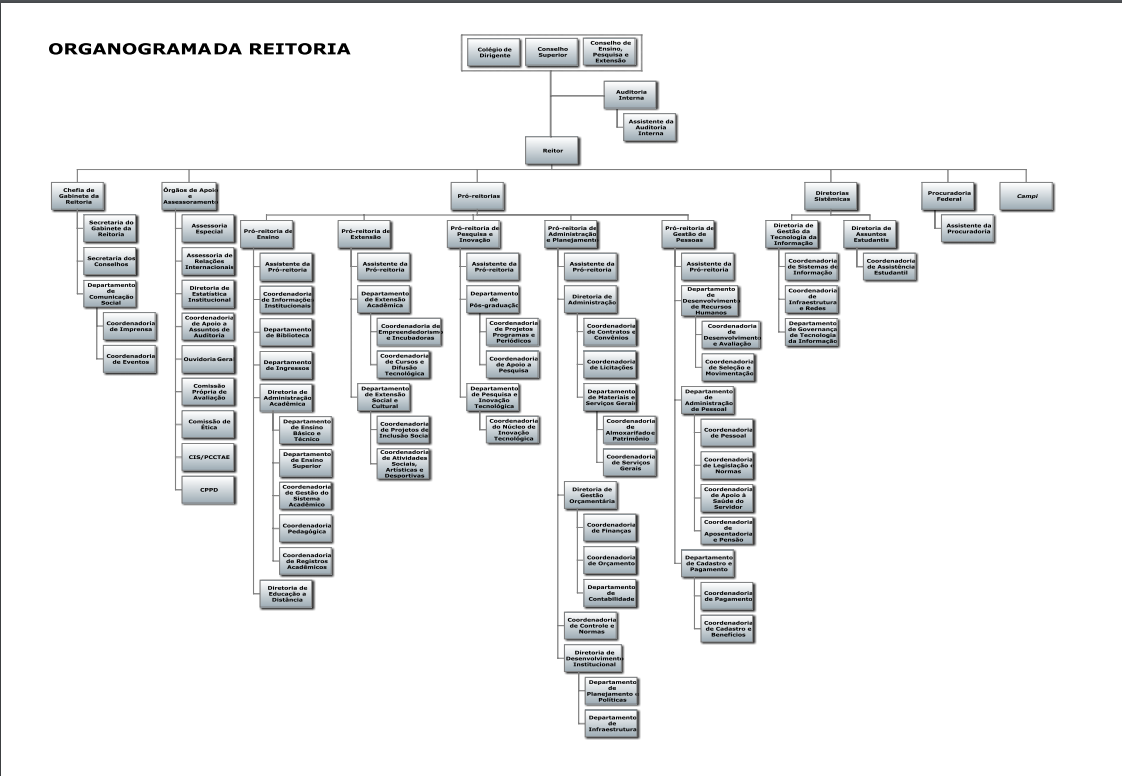 ORGANOGRAMA DA REITORIA
Colégio de
Dirigente
Conselho
Superior
Conselho de
Ensino,
Pesquisa e
Extensão
Auditoria
Interna
Assistente da
Auditoria
Interna
Reitor
Chefia de
Gabinete da
Reitoria
Secretaria do
Gabinete da
Reitoria
Secretaria dos
Conselhos
Departamento
de
Comunicação
Social
Coordenadoria
de Imprensa
Coordenadoria
de Eventos
Órgãos de Apoio
e
Assessoramento
Assessoria
Especial
Assessoria de
Relações
Internacionais
Diretoria de
Estatística
Institucional
Coordenadoria
de Apoio a
Assuntos de
Auditoria
Ouvidoria Geral
Comissão
Própria de
Avaliação
Comissão de
Ética
CIS/PCCTAE
CPPD
Pró-reitorias
Pró-reitoria de
Ensino
Assistente da
Pró-reitoria
Coordenadoria
de Informações
Institucionais
Departamento
de Biblioteca
Departamento
de Ingressos
Diretoria de
Administração
Acadêmica
Departamento
de Ensino
Básico e
Técnico
Departamento
de Ensino
Superior
Coordenadoria
de Gestão do
Sistema
Acadêmico
Coordenadoria
Pedagógica
Coordenadoria
de Registros
Acadêmicos
Diretoria de
Educação a
Distância
Pró-reitoria de
Extensão
Assistente da
Pró-reitoria
Departamento
de Extensão
Acadêmica
Coordenadoria de
Empreendedorismo
e Incubadoras
Coordenadoria
de Cursos e
Difusão
Tecnológica
Departamento
de Extensão
Social e
Cultural
Coordenadoria
de Projetos de
Inclusão Social
Coordenadoria
de Atividades
Sociais,
Artísticas e
Desportivas
Pró-reitoria de
Pesquisa e
Inovação
Assistente da
Pró-reitoria
Departamento
de
Pós-graduação
Coordenadoria
de Projetos
Programas e
Periódicos
Coordenadoria
de Apoio a
Pesquisa
Departamento
de Pesquisa e
Inovação
Tecnológica
Coordenadoria
do Núcleo de
Inovação
Tecnológica
Pró-reitoria de
Administração
e Planejamento
Assistente da
Pró-reitoria
Diretoria de
Administração
Coordenadoria
de Contratos e
Convênios
Coordenadoria
de Licitações
Departamento
de Materiais e
Serviços Gerais
Coordenadoria
de
Almoxarifado e
Patrimônio
Coordenadoria
de Serviços
Gerais
Diretoria de
Gestão
Orçamentária
Coordenadoria
de Finanças
Coordenadoria
de Orçamento
Departamento
de
Contabilidade
Coordenadoria
de Controle e
Normas
Diretoria de
Desenvolvimento
Institucional
Departamento
de
Planejamento e
Políticas
Departamento
de
Infraestrutura
Pró-reitoria de
Gestão de
Pessoas
Assistente da
Pró-reitoria
Departamento
de
Desenvolvimento
de Recursos
Humanos
Coordenadoria
de
Desenvolvimento
e Avaliação
Coordenadoria
de Seleção e
Movimentação
Departamento
de
Administração
de Pessoal
Coordenadoria
de Pessoal
Coordenadoria
de Legislação e
Normas
Coordenadoria
de Apoio à
Saúde do
Servidor
Coordenadoria
de
Aposentadoria
e Pensão
Departamento
de Cadastro e
Pagamento
Coordenadoria
de Pagamento
Coordenadoria
de Cadastro e
Benefícios
Diretorias
Sistêmicas
Diretoria de
Gestão da
Tecnologia da
Informação
Coordenadoria
de Sistemas de
Informação
Coordenadoria
de
Infraestrutura
e Redes
Departamento
de Governança
de Tecnologia
da Informação
Diretoria de
Assuntos
Estudantis
Coordenadoria
de Assistência
Estudantil
Procuradoria
Federal
Assistente da
Procuradoria
Campi